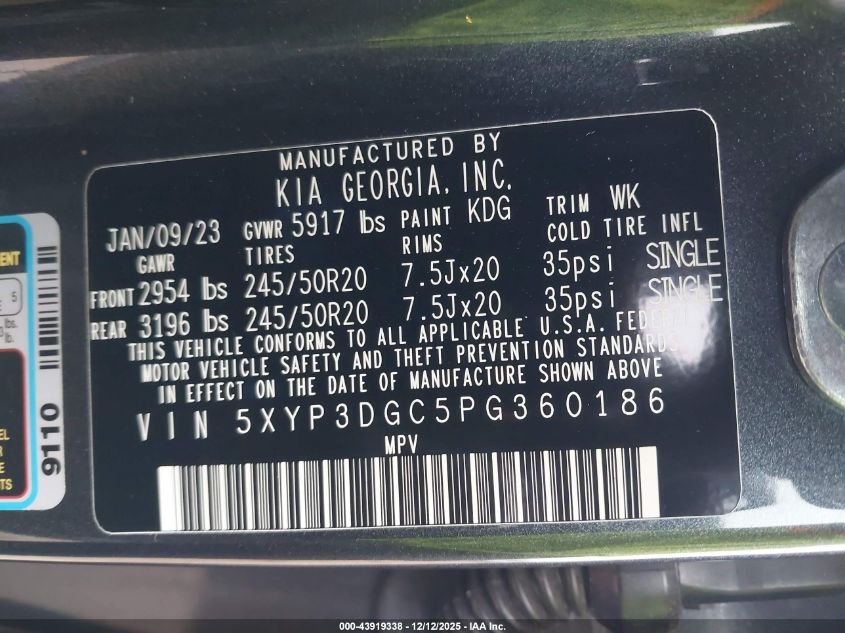 MANUFACTURED BY
KIA GEORGIA, INC.
JAN/09/23 GVWR 5917 lbs PAINT KDG TRIM WK
GAWR TIRES RIMS COLD TIRE INFL
FRONT 2954 lbs 245/50R20 7.5Jx20 35psi SINGLE
REAR 3196 lbs 245/50R20 7.5Jx20 35psi SINGLE
THIS VEHICLE CONFORMS TO ALL APPLICABLE U.S.A. FEDERAL
MOTOR VEHICLE SAFETY AND THEFT PREVENTION STANDARDS
IN EFFECT ON THE DATE OF MANUFACTURE SHOWN ABOVE
VIN 5XYP3DGC5PG360186
MPV
9110
5
lbs.
lb.
000-43919338 - 12/12/2025 - IAA Inc.